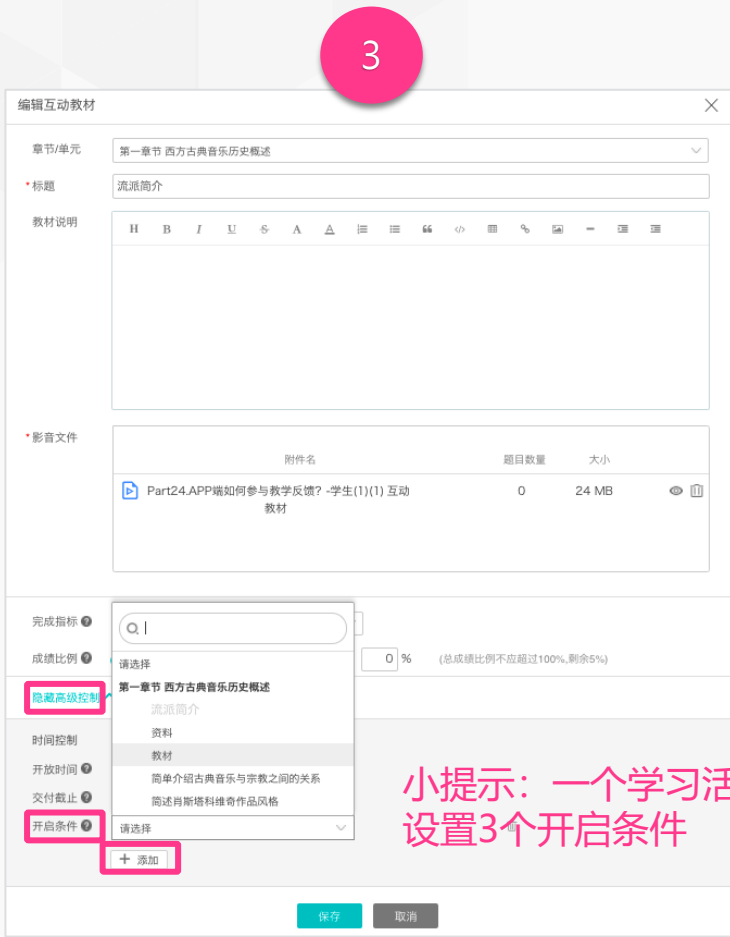 3
编辑互动教材
章节/单元
第一章节 西方古典音乐历史概述
*标题
流派简介
教材说明
H B I U S A A
*影音文件
附件名 题目数量 大小
Part24.APP端如何参与教学反馈？-学生(1)(1) 互动 0 24 MB
教材
完成指标
成绩比例
0 % (总成绩比例不应超过100%,剩余5%)
请选择
第一章节 西方古典音乐历史概述
隐藏高级控制
流派简介
资料
时间控制
教材
开放时间
简单介绍古典音乐与宗教之间的关系
交付截止
简述肖斯塔科维奇作品风格
开启条件
请选择
小提示：一个学习活
设置3个开启条件
+ 添加
保存 取消